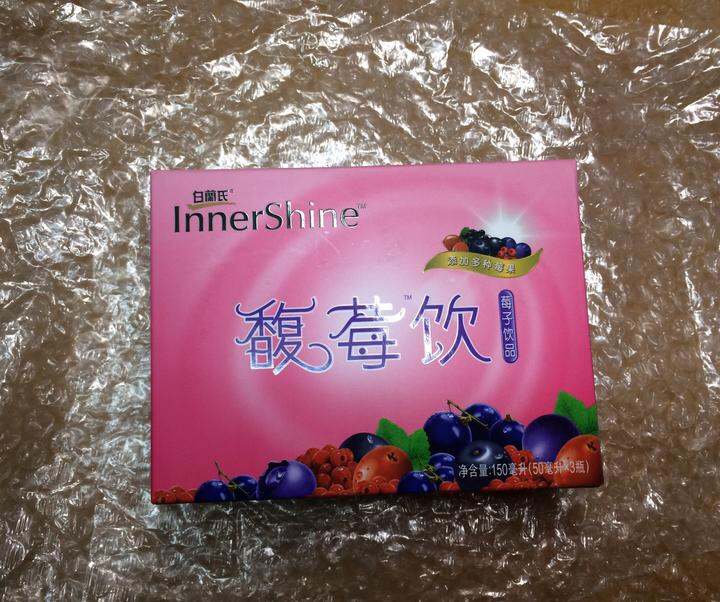 白蘭氏®
InnerShine™
添加多种莓果
馥莓™饮
莓子饮品
净含量:150毫升(50毫升×3瓶)